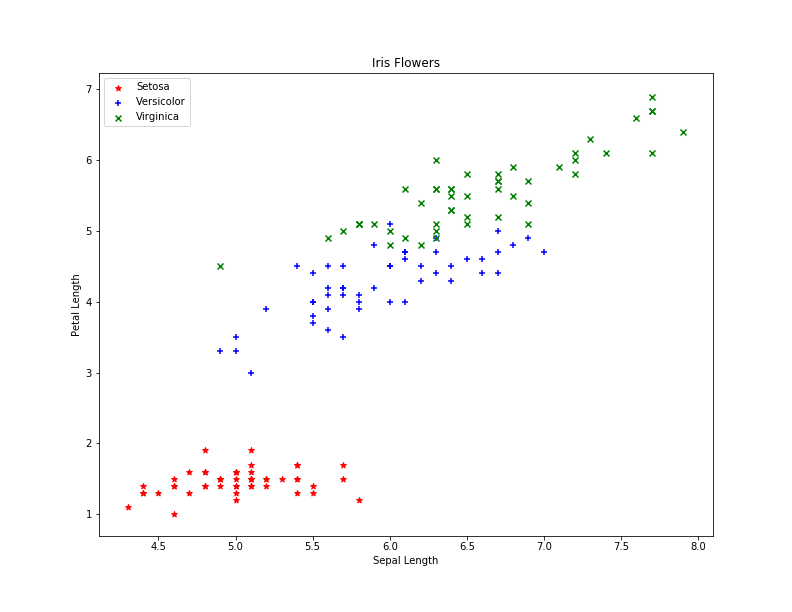 Iris Flowers
Setosa
Versicolor
Virginica
7
6
5
4
3
2
1
Petal Length
4.5 5.0 5.5 6.0 6.5 7.0 7.5 8.0
Sepal Length